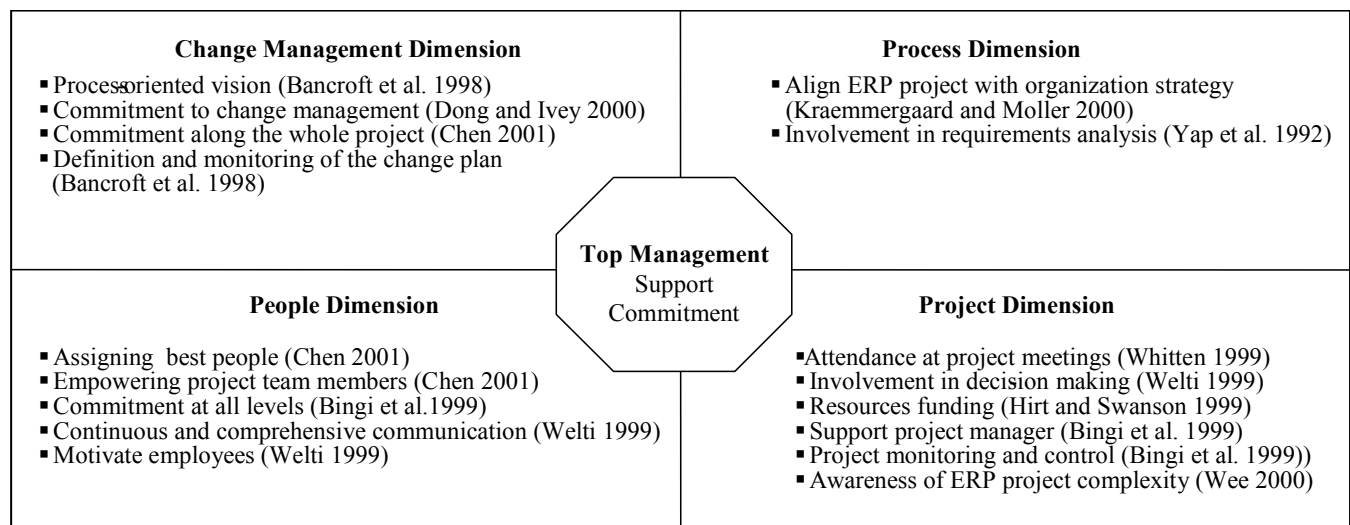 Change Management Dimension
▪ Process-oriented vision (Bancroft et al. 1998)
▪ Commitment to change management (Dong and Ivey 2000)
▪ Commitment along the whole project (Chen 2001)
▪ Definition and monitoring of the change plan
(Bancroft et al. 1998)
Process Dimension
▪ Align ERP project with organization strategy
(Kraemmergaard and Moller 2000)
▪ Involvement in requirements analysis (Yap et al. 1992)
Top Management
Support
Commitment
People Dimension
▪ Assigning best people (Chen 2001)
▪ Empowering project team members (Chen 2001)
▪ Commitment at all levels (Bingi et al.1999)
▪ Continuous and comprehensive communication (Welti 1999)
▪ Motivate employees (Welti 1999)
Project Dimension
▪Attendance at project meetings (Whitten 1999)
▪ Involvement in decision making (Welti 1999)
▪ Resources funding (Hirt and Swanson 1999)
▪ Support project manager (Bingi et al. 1999)
▪ Project monitoring and control (Bingi et al. 1999))
▪ Awareness of ERP project complexity (Wee 2000)